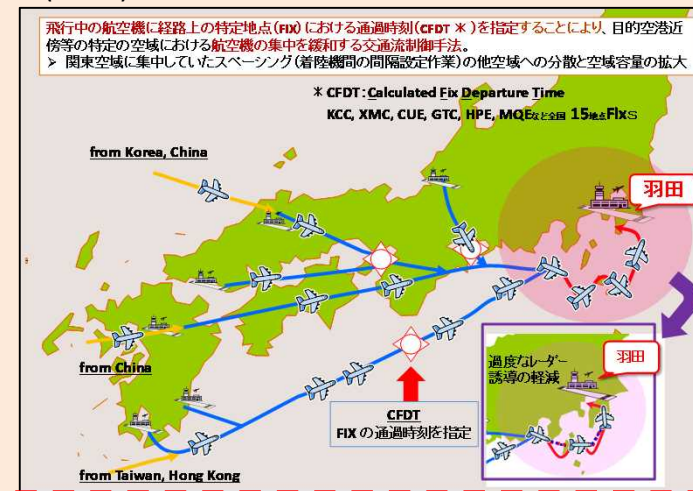 飛行中の航空機に経路上の特定地点(FIX)における通過時刻(CFDT＊)を指定することにより、目的空港近
傍等の特定の空域における航空機の集中を緩和する交通流制御手法。
➢ 関東空域に集中していたスペーシング(着陸機間の間隔設定作業)の他空域への分散と空域容量の拡大
＊CFDT：Calculated Fix Departure Time
KCC, XMC, CUE, GTC, HPE, MQEなど全国 15地点FIxs
from Korea, China
羽田
過度なレーダー
誘導の軽減
羽田
from China
CFDT
FIX の通過時刻を指定
from Taiwan, Hong Kong